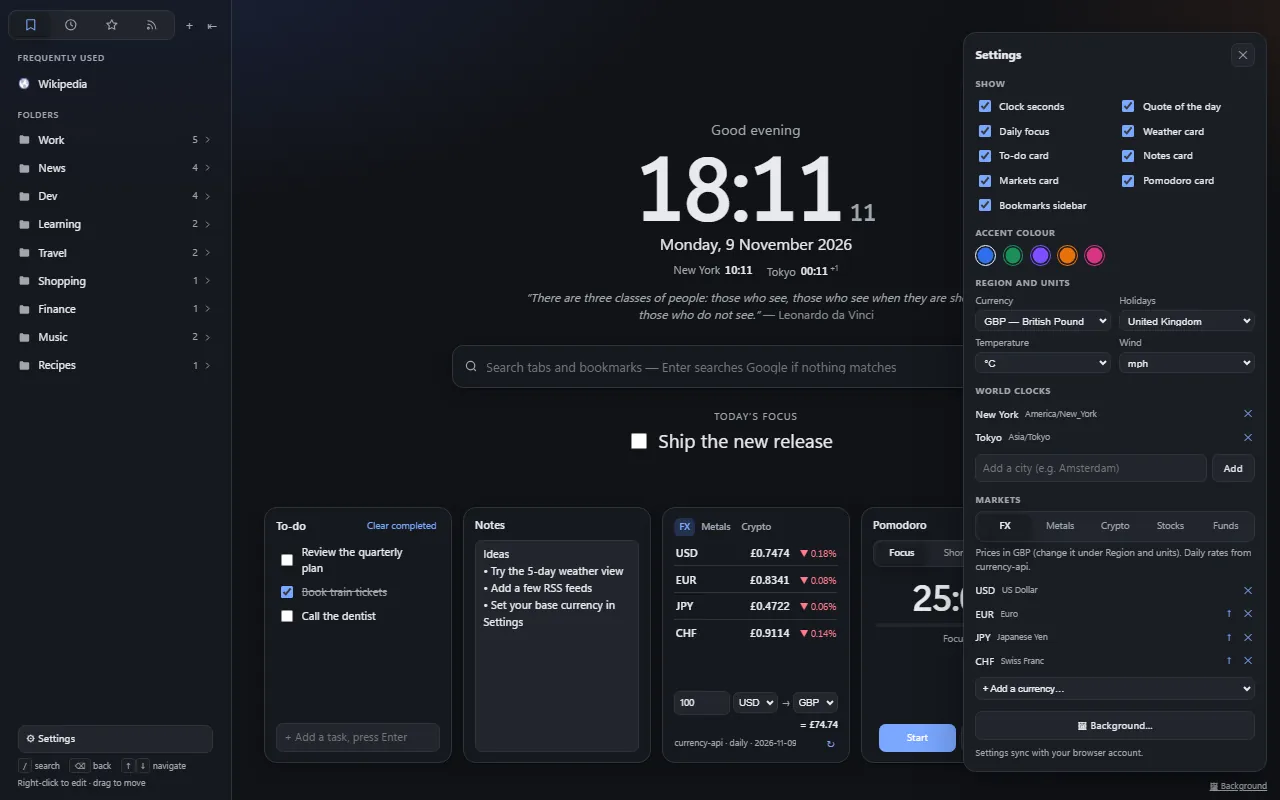 FREQUENTLY USED
Wikipedia
FOLDERS
Work 5
News 4
Dev 4
Learning 2
Travel 2
Shopping 1
Finance 1
Music 2
Recipes 1
⚙ Settings
/ search ⌫ back ↑ ↓ navigate
Right-click to edit · drag to move
Good evening
18:11 11
Monday, 9 November 2026
New York 10:11 Tokyo 00:11 +1
“There are three classes of people: those who see, those who see when they are
those who do not see.” — Leonardo da Vinci
Search tabs and bookmarks — Enter searches Google if nothing matches
TODAY'S FOCUS
Ship the new release
To-do Clear completed
Review the quarterly
plan
Book train tickets
Call the dentist
+ Add a task, press Enter
Notes
Ideas
• Try the 5-day weather view
• Add a few RSS feeds
• Set your base currency in
Settings
FX Metals Crypto
USD £0.7474 ▼ 0.18%
EUR £0.8341 ▼ 0.08%
JPY £0.4722 ▼ 0.06%
CHF £0.9114 ▼ 0.14%
100 USD → GBP
= £74.74
currency-api · daily · 2026-11-09 ↻
Pomodoro
Focus
25:
Start
Settings
SHOW
Clock seconds Quote of the day
Daily focus Weather card
To-do card Notes card
Markets card Pomodoro card
Bookmarks sidebar
ACCENT COLOUR
REGION AND UNITS
Currency Holidays
GBP — British Pound United Kingdom
Temperature Wind
°C mph
WORLD CLOCKS
New York America/New_York
Tokyo Asia/Tokyo
Add a city (e.g. Amsterdam) Add
MARKETS
FX Metals Crypto Stocks Funds
Prices in GBP (change it under Region and units). Daily rates from
currency-api.
USD US Dollar
EUR Euro ↑
JPY Japanese Yen ↑
CHF Swiss Franc ↑
+ Add a currency...
Background...
Settings sync with your browser account.
Background